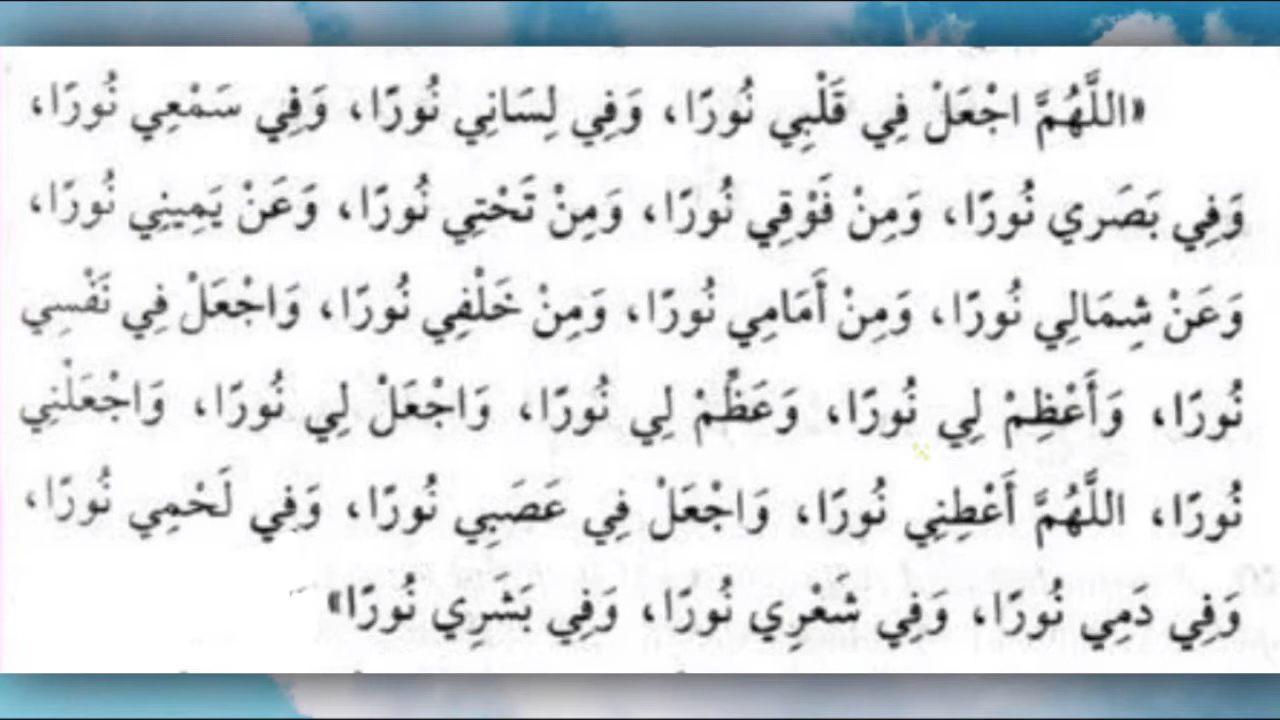 «اللَّهُمَّ اجْعَلْ فِي قَلْبِي نُورًا، وَفِي لِسَانِي نُورًا، وَفِي سَمْعِي نُورًا،
وَفِي بَصَرِي نُورًا، وَمِنْ فَوْقِي نُورًا، وَمِنْ تَحْتِي نُورًا، وَعَنْ يَمِينِي نُورًا،
وَعَنْ شِمَالِي نُورًا، وَمِنْ أَمَامِي نُورًا، وَمِنْ خَلْفِي نُورًا، وَاجْعَلْ فِي نَفْسِي
نُورًا، وَأَعْظِمْ لِي نُورًا، وَعَظِّمْ لِي نُورًا، وَاجْعَلْ لِي نُورًا، وَاجْعَلْنِي
نُورًا، اللَّهُمَّ أَعْطِنِي نُورًا، وَاجْعَلْ فِي عَصَبِي نُورًا، وَفِي لَحْمِي نُورًا،
وَفِي دَمِي نُورًا، وَفِي شَعْرِي نُورًا، وَفِي بَشَرِي نُورًا»